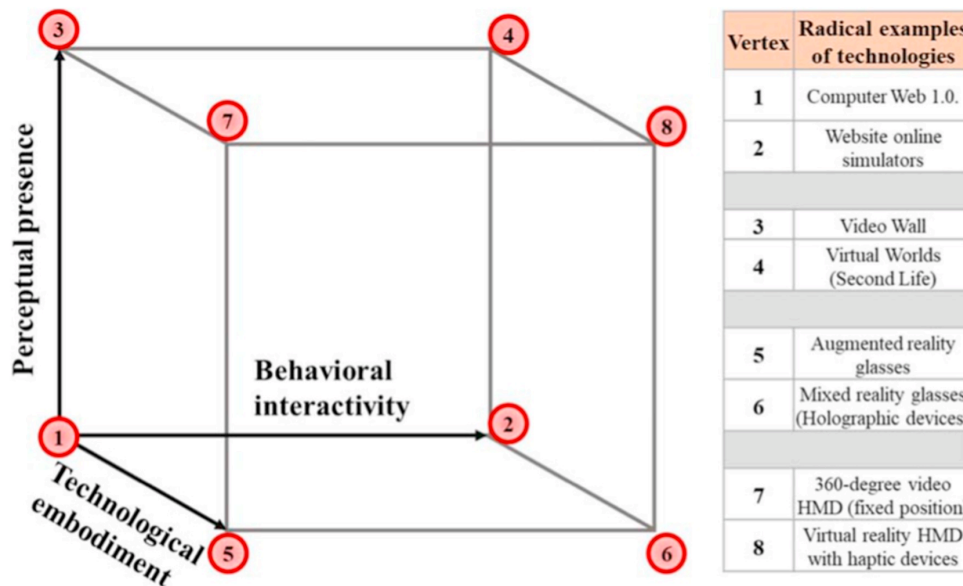 3
4
7
8
Perceptual presence
Behavioral
interactivity
1
2
Technological
embodiment
5
6
Vertex
Radical examples
of technologies
1 Computer Web 1.0.
2 Website online
simulators
3 Video Wall
4 Virtual Worlds
(Second Life)
5 Augmented reality
glasses
6 Mixed reality glasses
(Holographic devices
7 360-degree video
HMD (fixed position
8 Virtual reality HMD
with haptic devices